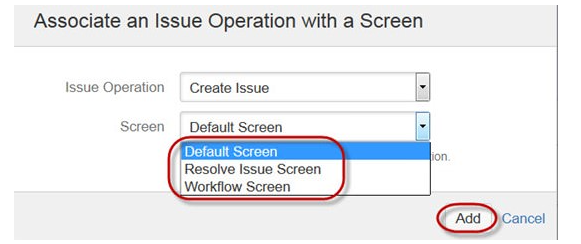 Associate an Issue Operation with a Screen
Issue Operation Create Issue
Screen Default Screen
Default Screen
Resolve Issue Screen
Workflow Screen
Add Cancel